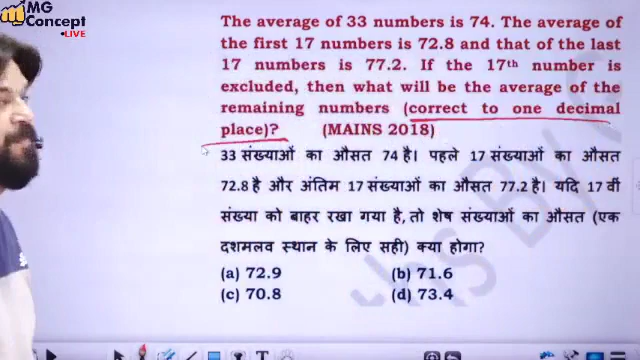 MG
Concept
LIVE
The average of 33 numbers is 74. The average of
the first 17 numbers is 72.8 and that of the last
17 numbers is 77.2. If the 17th number is
excluded, then what will be the average of the
remaining numbers (correct to one decimal
place)? (MAINS 2018)
33 संख्याओं का औसत 74 है। पहले 17 संख्याओं का औसत
72.8 है और अंतिम 17 संख्याओं का औसत 77.2 है। यदि 17 वीं
संख्या को बाहर रखा गया है, तो शेष संख्याओं का औसत (एक
दशमलव स्थान के लिए सही) क्या होगा?
(a) 72.9 (b) 71.6
(c) 70.8 (d) 73.4